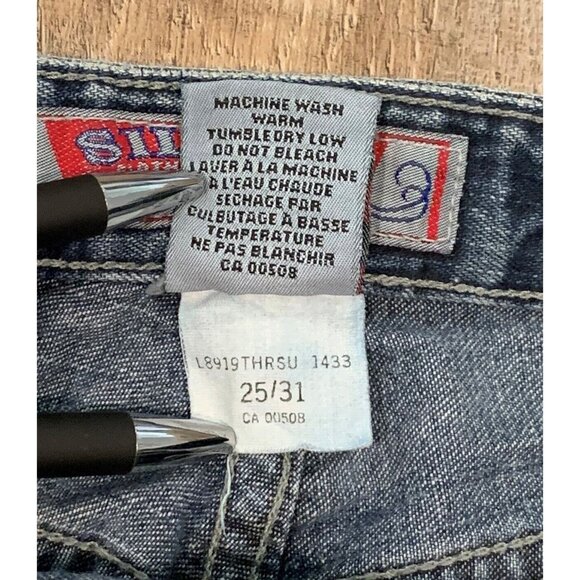 MACHINE WASH
WARM
TUMBLEDRY LOW
DO NOT BLEACH
LAVER À LA MACHINE
À L'EAU CHAUDE
SECHAGE PAR
CULBUTAGE À BASSE
TEMPERATURE
NE PAS BLANCHIR
CA 00508
L8919THRSU 1433
25/31
CA 00508